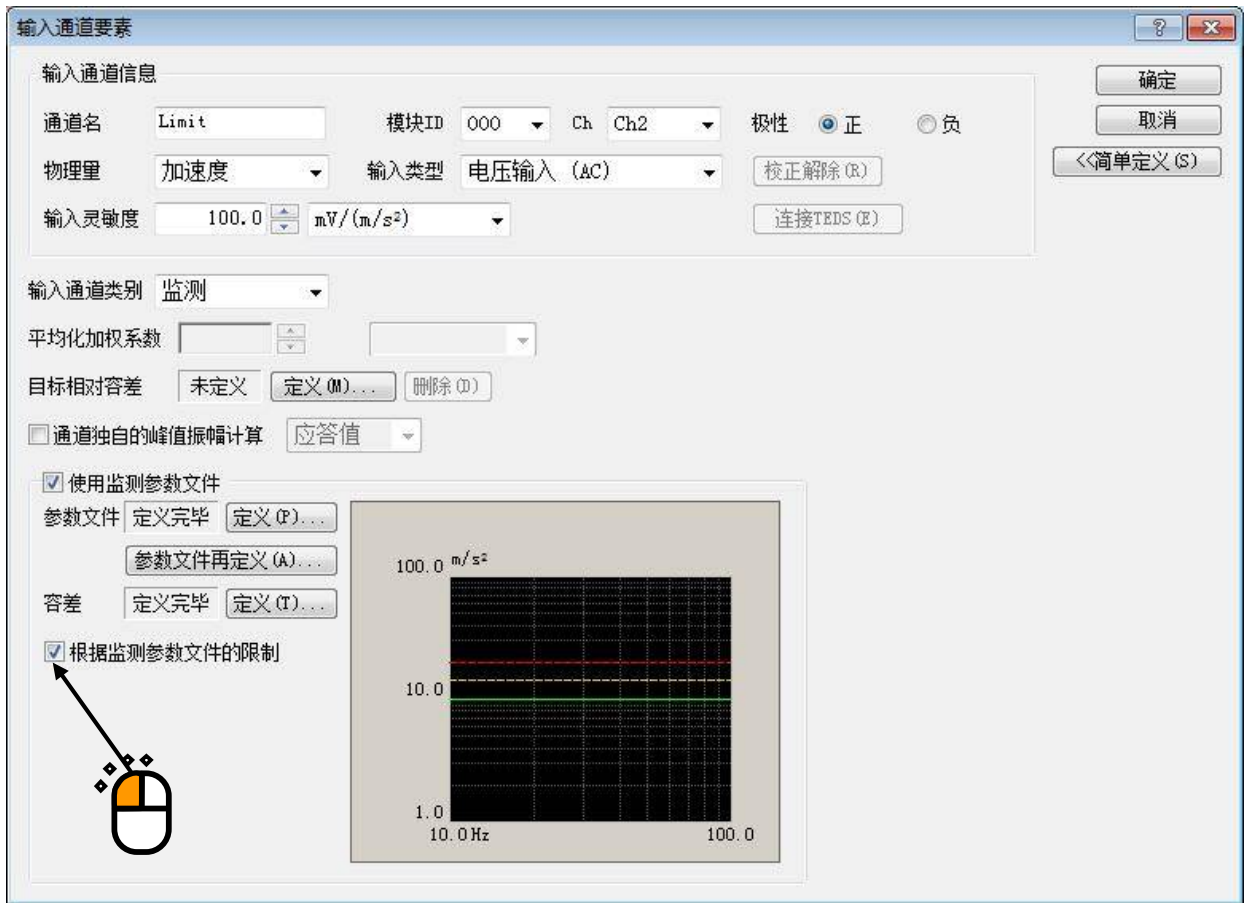 输入通道要素
输入通道信息
确定
通道名 Limit 模块ID 000 Ch Ch2 极性 正 负
取消
物理量 加速度 输入类型 电压输入 (AC) 校正解除(R)
<<简单定义(S)
输入灵敏度 100.0 mV/(m/s²) 连接TEDS(E)
输入通道类别 监测
平均化加权系数
目标相对容差 未定义 定义(M)... 删除(D)
通道独自的峰值振幅计算 应答值
使用监测参数文件
参数文件 定义完毕 定义(P)...
参数文件再定义(A)...
容差 定义完毕 定义(T)...
根据监测参数文件的限制
100.0 m/s²
10.0
1.0
10.0Hz 100.0